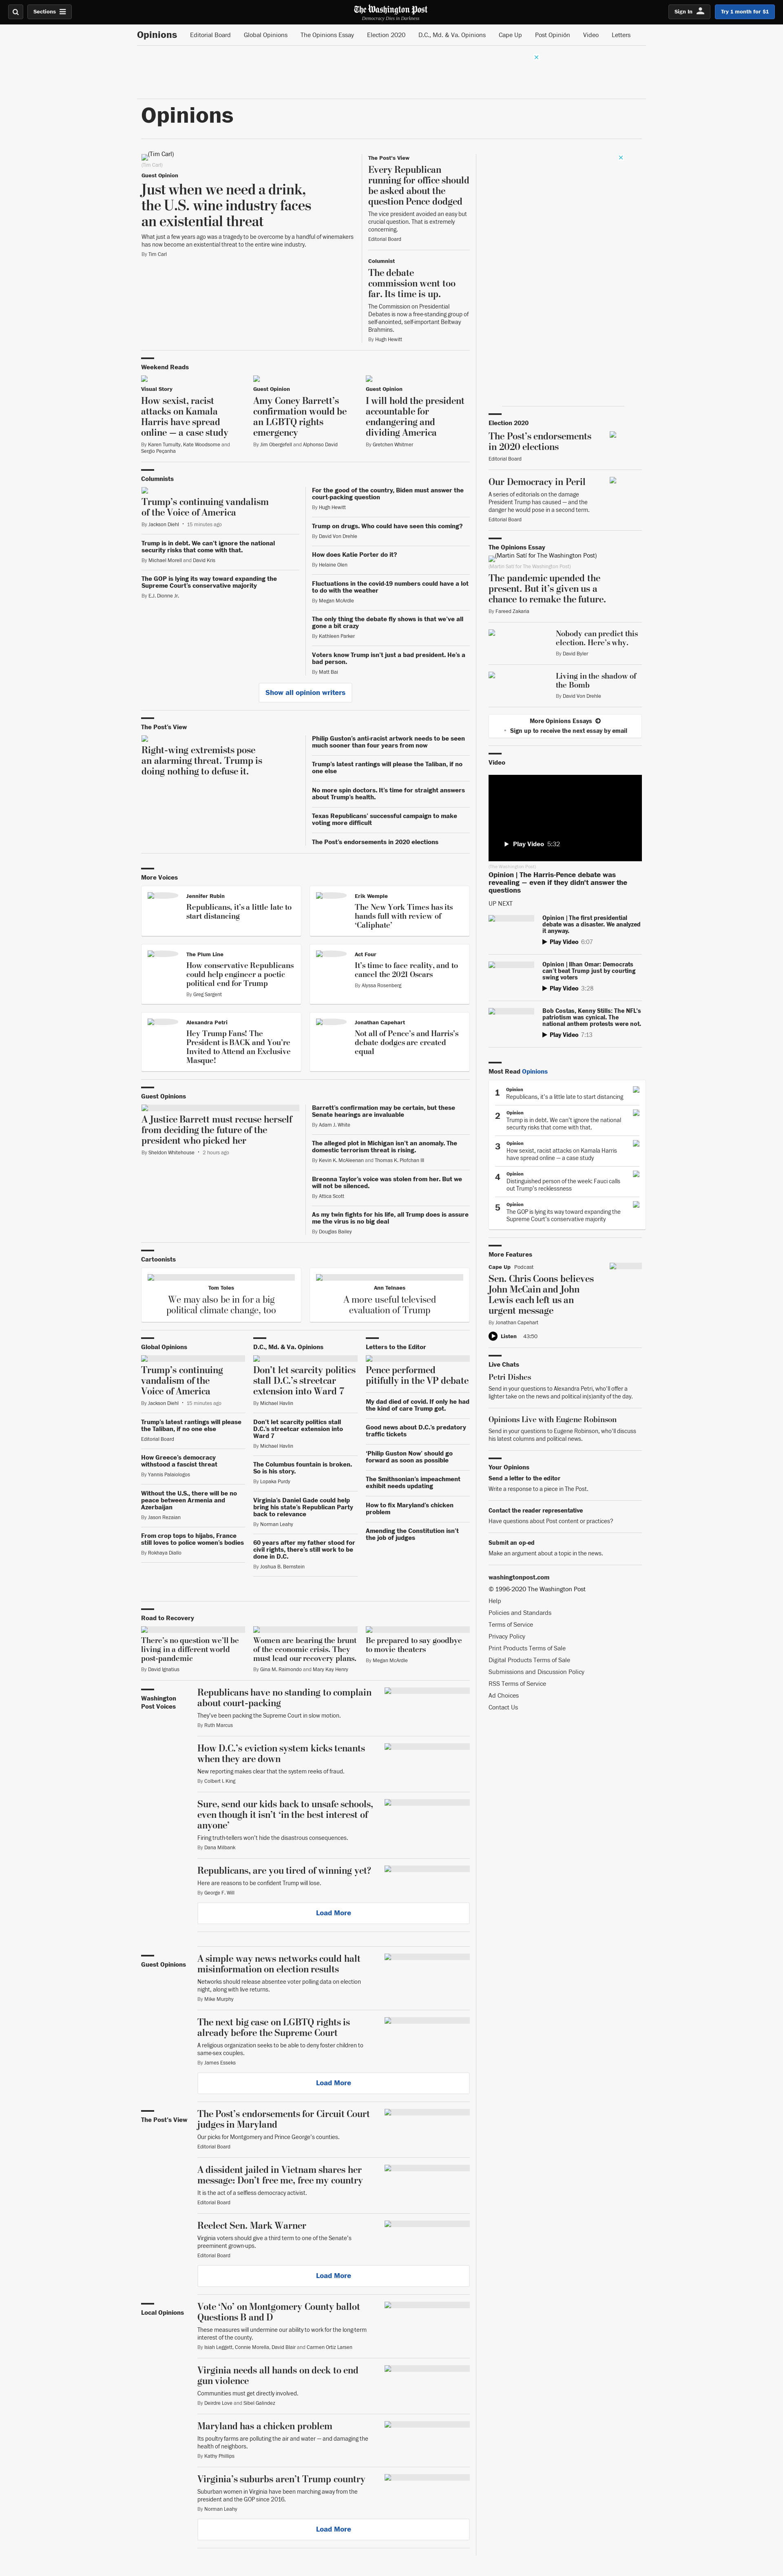 Sections
The Washington Post
Democracy Dies in Darkness
Sign In
Try 1 month for $1
Opinions
Editorial Board
Global Opinions
The Opinions Essay
Election 2020
D.C., Md. & Va. Opinions
Cape Up
Post Opinión
Video
Letters
Opinions
(Tim Carl)
(Tim Carl)
Guest Opinion
Just when we need a drink,
the U.S. wine industry faces
an existential threat
What just a few years ago was a tragedy to be overcome by a handful of winemakers
has now become an existential threat to the entire wine industry.
By Tim Carl
The Post's View
Every Republican
running for office should
be asked about the
question Pence dodged
The vice president avoided an easy but
crucial question. That is extremely
concerning.
Editorial Board
Columnist
The debate
commission went too
far. Its time is up.
The Commission on Presidential
Debates is now a free-standing group of
self-anointed, self-important Beltway
Brahmins.
By Hugh Hewitt
Weekend Reads
Visual Story
How sexist, racist
attacks on Kamala
Harris have spread
online — a case study
By Karen Tumulty, Kate Woodsome and
Sergio Peçanha
Guest Opinion
Amy Coney Barrett's
confirmation would be
an LGBTQ rights
emergency
By Jim Obergefell and Alphonso David
Guest Opinion
I will hold the president
accountable for
endangering and
dividing America
By Gretchen Whitmer
Columnists
Trump's continuing vandalism
of the Voice of America
By Jackson Diehl • 15 minutes ago
Trump is in debt. We can't ignore the national
security risks that come with that.
By Michael Morell and David Kris
The GOP is lying its way toward expanding the
Supreme Court's conservative majority
By E.J. Dionne Jr.
For the good of the country, Biden must answer the
court-packing question
By Hugh Hewitt
Trump on drugs. Who could have seen this coming?
By David Von Drehle
How does Katie Porter do it?
By Helaine Olen
Fluctuations in the covid-19 numbers could have a lot
to do with the weather
By Megan McArdle
The only thing the debate fly shows is that we've all
gone a bit crazy
By Kathleen Parker
Voters know Trump isn't just a bad president. He's a
bad person.
By Matt Bai
Show all opinion writers
The Post's View
Right-wing extremists pose
an alarming threat. Trump is
doing nothing to defuse it.
Philip Guston's anti-racist artwork needs to be seen
much sooner than four years from now
Trump's latest rantings will please the Taliban, if no
one else
No more spin doctors. It's time for straight answers
about Trump's health.
Texas Republicans' successful campaign to make
voting more difficult
The Post's endorsements in 2020 elections
More Voices
Jennifer Rubin
Republicans, it's a little late to
start distancing
Erik Wemple
The New York Times has its
hands full with review of
'Caliphate'
The Plum Line
How conservative Republicans
could help engineer a poetic
political end for Trump
By Greg Sargent
Act Four
It's time to face reality, and to
cancel the 2021 Oscars
By Alyssa Rosenberg
Alexandra Petri
Hey Trump Fans! The
President is BACK and You're
Invited to Attend an Exclusive
Masque!
Jonathan Capehart
Not all of Pence's and Harris's
debate dodges are created
equal
Guest Opinions
A Justice Barrett must recuse herself
from deciding the future of the
president who picked her
By Sheldon Whitehouse • 2 hours ago
Barrett's confirmation may be certain, but these
Senate hearings are invaluable
By Adam J. White
The alleged plot in Michigan isn't an anomaly. The
domestic terrorism threat is rising.
By Kevin K. McAleenan and Thomas K. Plofchan III
Breonna Taylor's voice was stolen from her. But we
will not be silenced.
By Attica Scott
As my twin fights for his life, all Trump does is assure
me the virus is no big deal
By Douglas Bailey
Cartoonists
Tom Toles
We may also be in for a big
political climate change, too
Ann Telnaes
A more useful televised
evaluation of Trump
Global Opinions
Trump's continuing
vandalism of the
Voice of America
By Jackson Diehl • 15 minutes ago
Trump's latest rantings will please
the Taliban, if no one else
Editorial Board
How Greece's democracy
withstood a fascist threat
By Yannis Palaiologos
Without the U.S., there will be no
peace between Armenia and
Azerbaijan
By Jason Rezaian
From crop tops to hijabs, France
still loves to police women's bodies
By Rokhaya Diallo
D.C., Md. & Va. Opinions
Don't let scarcity politics
stall D.C.'s streetcar
extension into Ward 7
By Michael Havlin
Don't let scarcity politics stall
D.C.'s streetcar extension into
Ward 7
By Michael Havlin
The Columbus fountain is broken.
So is his story.
By Lopaka Purdy
Virginia's Daniel Gade could help
bring his state's Republican Party
back to relevance
By Norman Leahy
60 years after my father stood for
civil rights, there's still work to be
done in D.C.
By Joshua B. Bernstein
Letters to the Editor
Pence performed
pitifully in the VP debate
My dad died of covid. If only he had
the kind of care Trump got.
Good news about D.C.'s predatory
traffic tickets
'Philip Guston Now' should go
forward as soon as possible
The Smithsonian's impeachment
exhibit needs updating
How to fix Maryland's chicken
problem
Amending the Constitution isn't
the job of judges
Road to Recovery
There's no question we'll be
living in a different world
post-pandemic
By David Ignatius
Women are bearing the brunt
of the economic crisis. They
must lead our recovery plans.
By Gina M. Raimondo and Mary Kay Henry
Be prepared to say goodbye
to movie theaters
By Megan McArdle
Washington
Post Voices
Republicans have no standing to complain
about court-packing
They've been packing the Supreme Court in slow motion.
By Ruth Marcus
How D.C.'s eviction system kicks tenants
when they are down
New reporting makes clear that the system reeks of fraud.
By Colbert I. King
Sure, send our kids back to unsafe schools,
even though it isn't 'in the best interest of
anyone'
Firing truth-tellers won't hide the disastrous consequences.
By Dana Milbank
Republicans, are you tired of winning yet?
Here are reasons to be confident Trump will lose.
By George F. Will
Load More
Guest Opinions
A simple way news networks could halt
misinformation on election results
Networks should release absentee voter polling data on election
night, along with live returns.
By Mike Murphy
The next big case on LGBTQ rights is
already before the Supreme Court
A religious organization seeks to be able to deny foster children to
same-sex couples.
By James Esseks
Load More
The Post's View
The Post's endorsements for Circuit Court
judges in Maryland
Our picks for Montgomery and Prince George's counties.
Editorial Board
A dissident jailed in Vietnam shares her
message: Don't free me, free my country
It is the act of a selfless democracy activist.
Editorial Board
Reelect Sen. Mark Warner
Virginia voters should give a third term to one of the Senate's
preeminent grown-ups.
Editorial Board
Load More
Local Opinions
Vote 'No' on Montgomery County ballot
Questions B and D
These measures will undermine our ability to work for the long-term
interest of the county.
By Isiah Leggett, Connie Morella, David Blair and Carmen Ortiz Larsen
Virginia needs all hands on deck to end
gun violence
Communities must get directly involved.
By Deirdre Love and Sibel Galindez
Maryland has a chicken problem
Its poultry farms are polluting the air and water — and damaging the
health of neighbors.
By Kathy Phillips
Virginia's suburbs aren't Trump country
Suburban women in Virginia have been marching away from the
president and the GOP since 2016.
By Norman Leahy
Load More
Election 2020
The Post's endorsements
in 2020 elections
Editorial Board
Our Democracy in Peril
A series of editorials on the damage
President Trump has caused — and the
danger he would pose in a second term.
Editorial Board
The Opinions Essay
(Martin Satí for The Washington Post)
(Martin Satí for The Washington Post)
The pandemic upended the
present. But it's given us a
chance to remake the future.
By Fareed Zakaria
Nobody can predict this
election. Here's why.
By David Byler
Living in the shadow of
the Bomb
By David Von Drehle
More Opinions Essays
• Sign up to receive the next essay by email
Video
Play Video 5:32
(The Washington Post)
Opinion | The Harris-Pence debate was
revealing — even if they didn't answer the
questions
UP NEXT
Opinion | The first presidential
debate was a disaster. We analyzed
it anyway.
Play Video 6:07
Opinion | Ilhan Omar: Democrats
can't beat Trump just by courting
swing voters
Play Video 3:28
Bob Costas, Kenny Stills: The NFL's
patriotism was cynical. The
national anthem protests were not.
Play Video 7:13
Most Read Opinions
1
Opinion
Republicans, it's a little late to start distancing
2
Opinion
Trump is in debt. We can't ignore the national
security risks that come with that.
3
Opinion
How sexist, racist attacks on Kamala Harris
have spread online — a case study
4
Opinion
Distinguished person of the week: Fauci calls
out Trump's recklessness
5
Opinion
The GOP is lying its way toward expanding the
Supreme Court's conservative majority
More Features
Cape Up Podcast
Sen. Chris Coons believes
John McCain and John
Lewis each left us an
urgent message
By Jonathan Capehart
Listen 43:50
Live Chats
Petri Dishes
Send in your questions to Alexandra Petri, who'll offer a
lighter take on the news and political in(s)anity of the day.
Opinions Live with Eugene Robinson
Send in your questions to Eugene Robinson, who'll discuss
his latest columns and political news.
Your Opinions
Send a letter to the editor
Write a response to a piece in The Post.
Contact the reader representative
Have questions about Post content or practices?
Submit an op-ed
Make an argument about a topic in the news.
washingtonpost.com
© 1996-2020 The Washington Post
Help
Policies and Standards
Terms of Service
Privacy Policy
Print Products Terms of Sale
Digital Products Terms of Sale
Submissions and Discussion Policy
RSS Terms of Service
Ad Choices
Contact Us